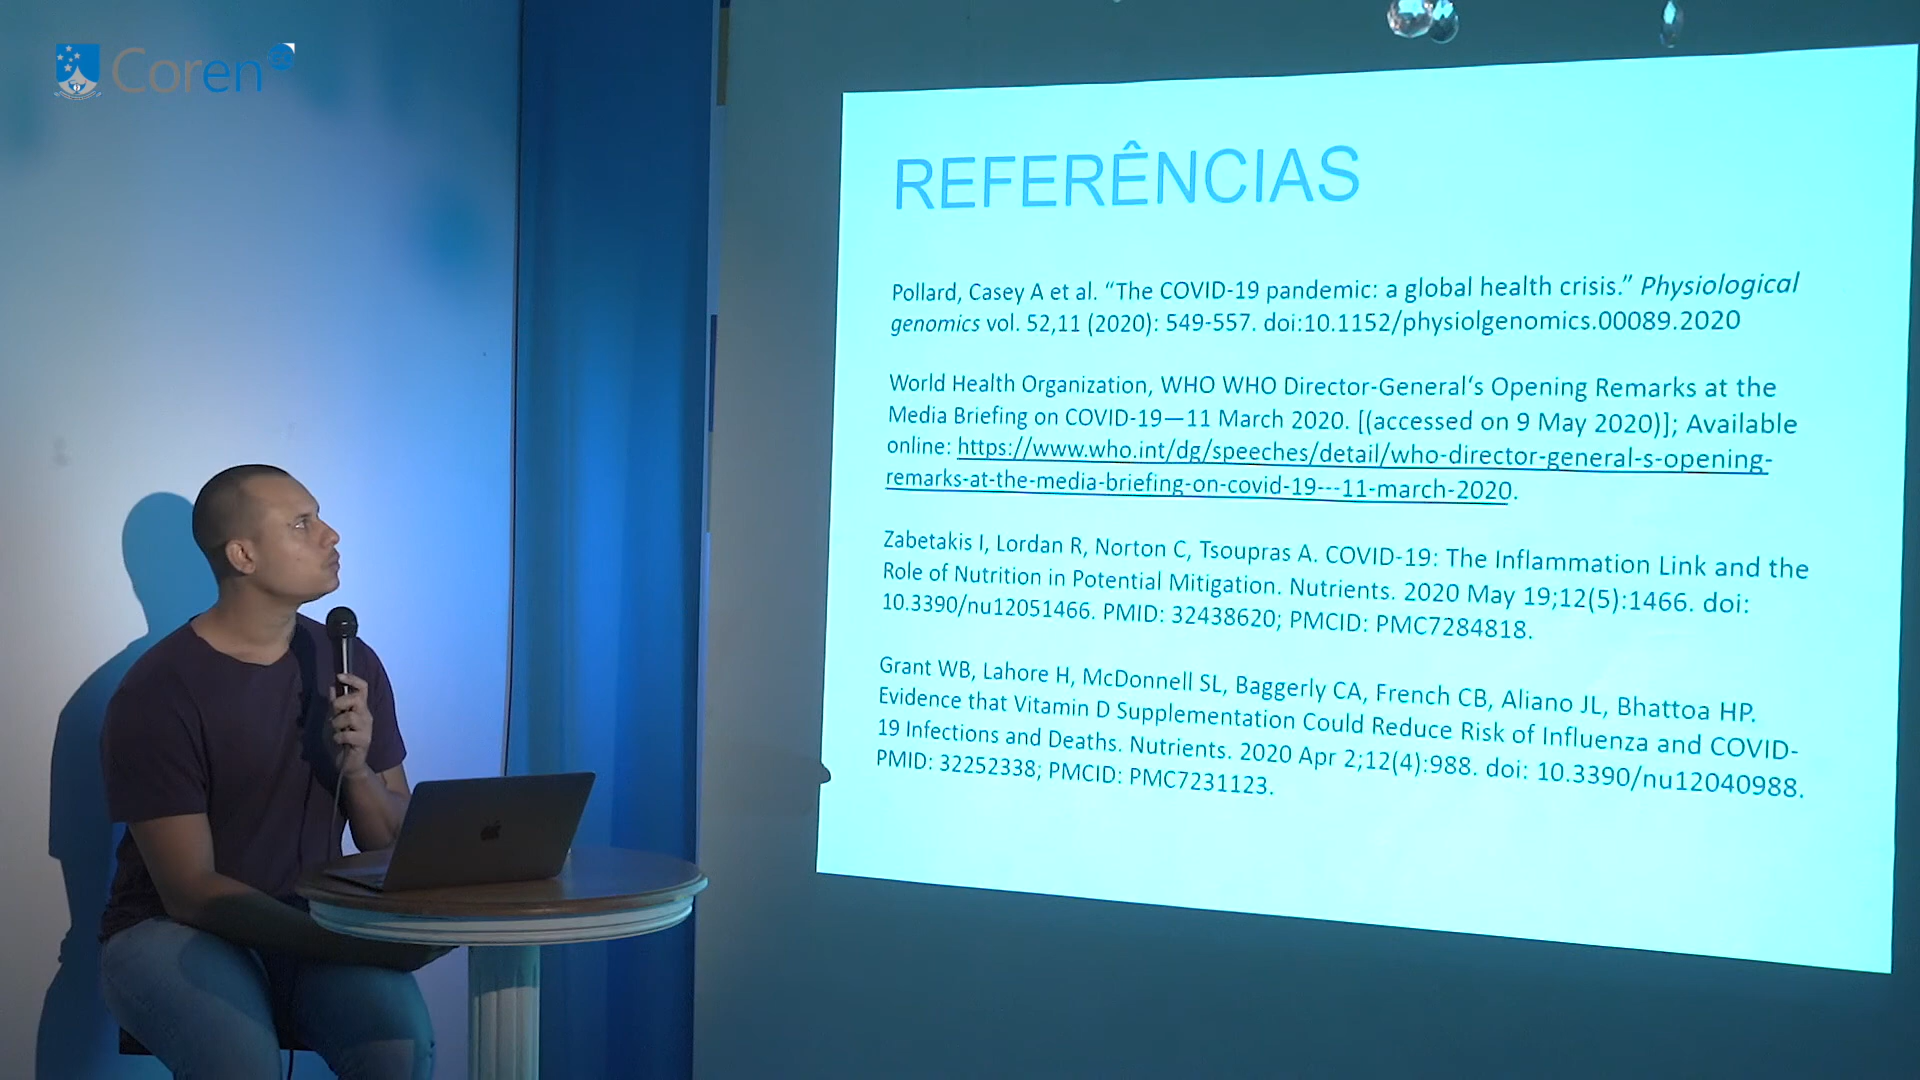 Coren
REFERÊNCIAS
Pollard, Casey A et al. “The COVID-19 pandemic: a global health crisis.” Physiological
genomics vol. 52,11 (2020): 549-557. doi:10.1152/physiolgenomics.00089.2020
World Health Organization, WHO WHO Director-General‘s Opening Remarks at the
Media Briefing on COVID-19—11 March 2020. [(accessed on 9 May 2020)]; Available
online: https://www.who.int/dg/speeches/detail/who-director-general-s-opening-
remarks-at-the-media-briefing-on-covid-19---11-march-2020.
Zabetakis I, Lordan R, Norton C, Tsoupras A. COVID-19: The Inflammation Link and the
Role of Nutrition in Potential Mitigation. Nutrients. 2020 May 19;12(5):1466. doi:
10.3390/nu12051466. PMID: 32438620; PMCID: PMC7284818.
Grant WB, Lahore H, McDonnell SL, Baggerly CA, French CB, Aliano JL, Bhattoa HP.
Evidence that Vitamin D Supplementation Could Reduce Risk of Influenza and COVID-
19 Infections and Deaths. Nutrients. 2020 Apr 2;12(4):988. doi: 10.3390/nu12040988.
PMID: 32252338; PMCID: PMC7231123.